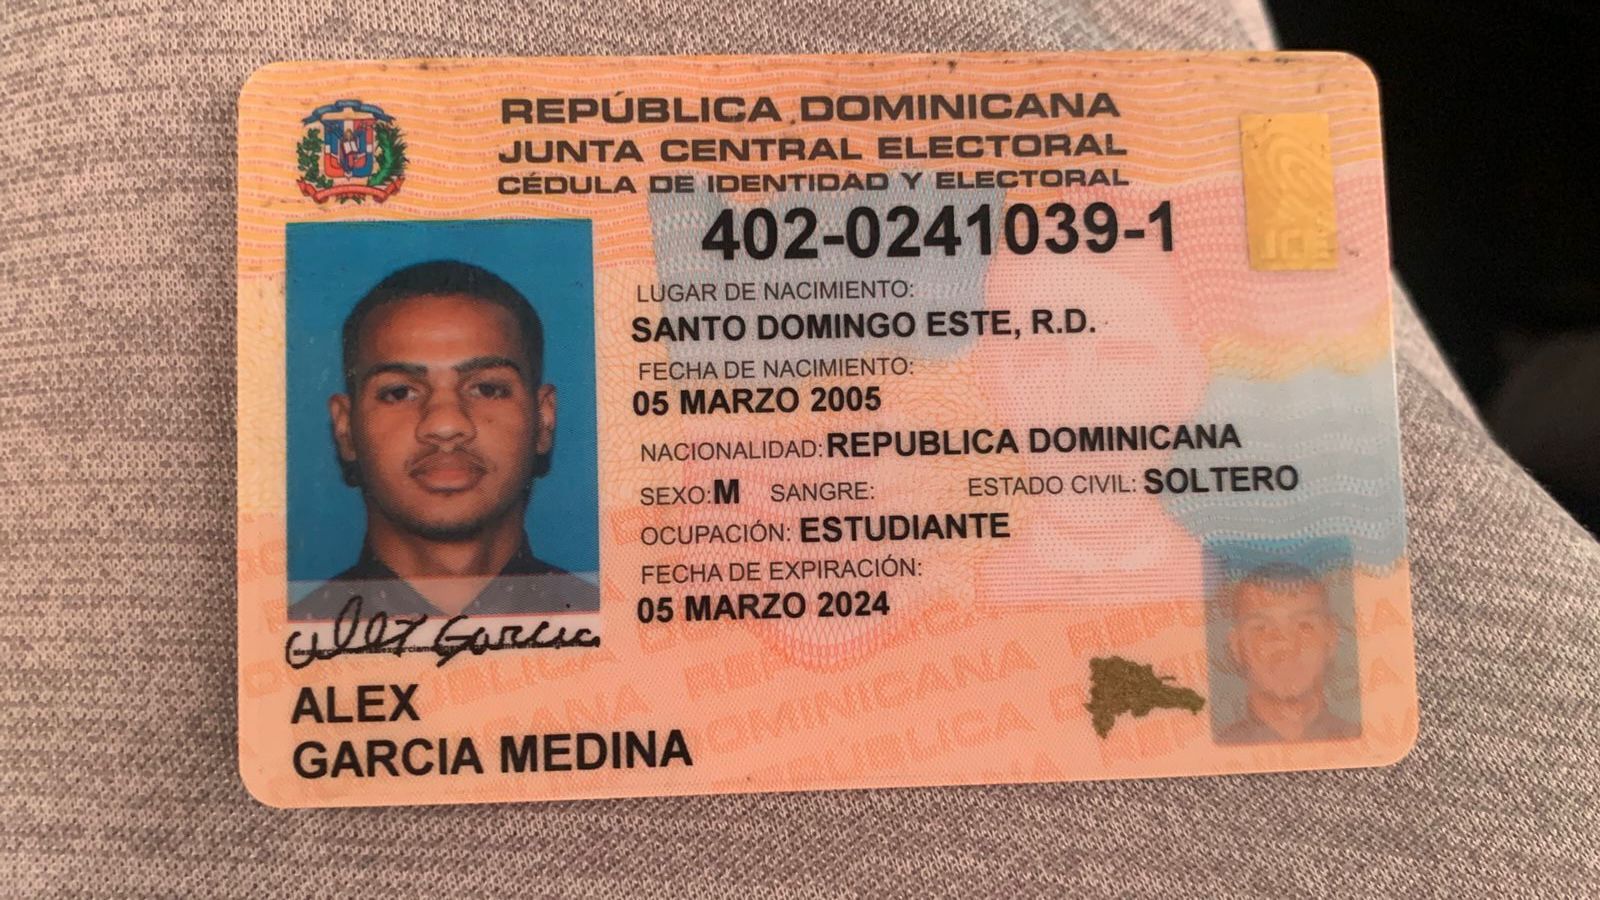 REPÚBLICA DOMINICANA
JUNTA CENTRAL ELECTORAL
CÉDULA DE IDENTIDAD Y ELECTORAL
402-0241039-1
LUGAR DE NACIMIENTO:
SANTO DOMINGO ESTE, R.D.
FECHA DE NACIMIENTO:
05 MARZO 2005
NACIONALIDAD: REPUBLICA DOMINICANA
SEXO: M SANGRE: ESTADO CIVIL: SOLTERO
OCUPACIÓN: ESTUDIANTE
FECHA DE EXPIRACIÓN:
05 MARZO 2024
Alex Garcia
ALEX
GARCIA MEDINA